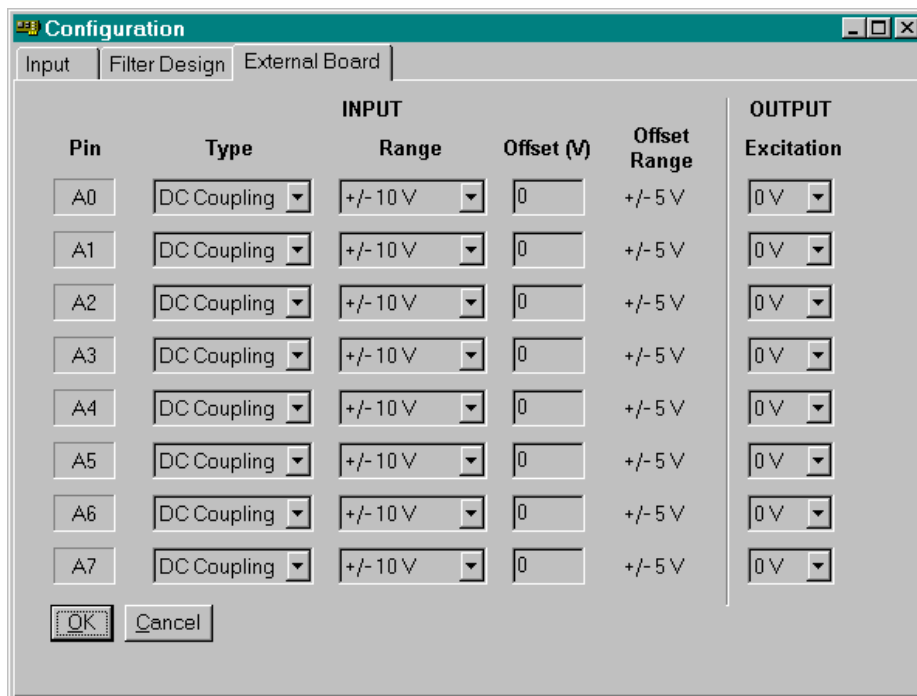 Configuration
Input Filter Design External Board
INPUT OUTPUT
Pin Type Range Offset (V) Offset Range Excitation
A0 DC Coupling +/- 10 V 0 +/- 5 V 0 V
A1 DC Coupling +/- 10 V 0 +/- 5 V 0 V
A2 DC Coupling +/- 10 V 0 +/- 5 V 0 V
A3 DC Coupling +/- 10 V 0 +/- 5 V 0 V
A4 DC Coupling +/- 10 V 0 +/- 5 V 0 V
A5 DC Coupling +/- 10 V 0 +/- 5 V 0 V
A6 DC Coupling +/- 10 V 0 +/- 5 V 0 V
A7 DC Coupling +/- 10 V 0 +/- 5 V 0 V
OK Cancel